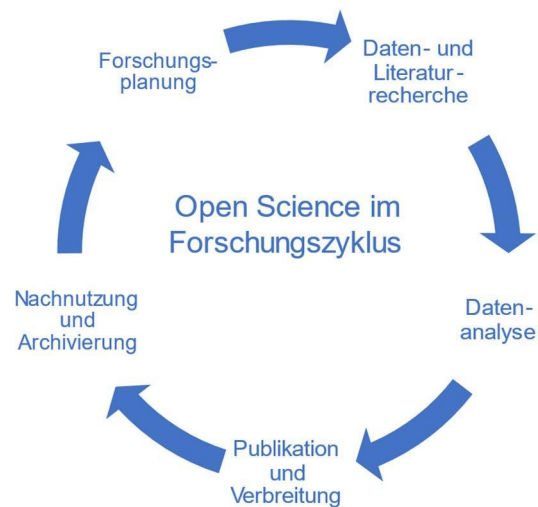 Forschungs-
planung
Daten- und
Literatur-
recherche
Open Science im
Forschungszyklus
Daten-
analyse
Publikation
und
Verbreitung
Nachnutzung
und
Archivierung